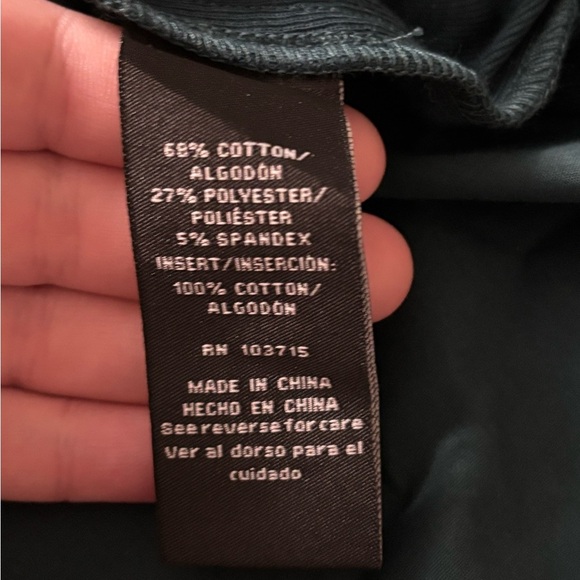 68% COTTON/
ALGODÓN
27% POLYESTER/
POLIÉSTER
5% SPANDEX
INSERT/INSERCIÓN:
100% COTTON/
ALGODÓN
RN 103715
MADE IN CHINA
HECHO EN CHINA
See reverse for care
Ver al dorso para el
cuidado